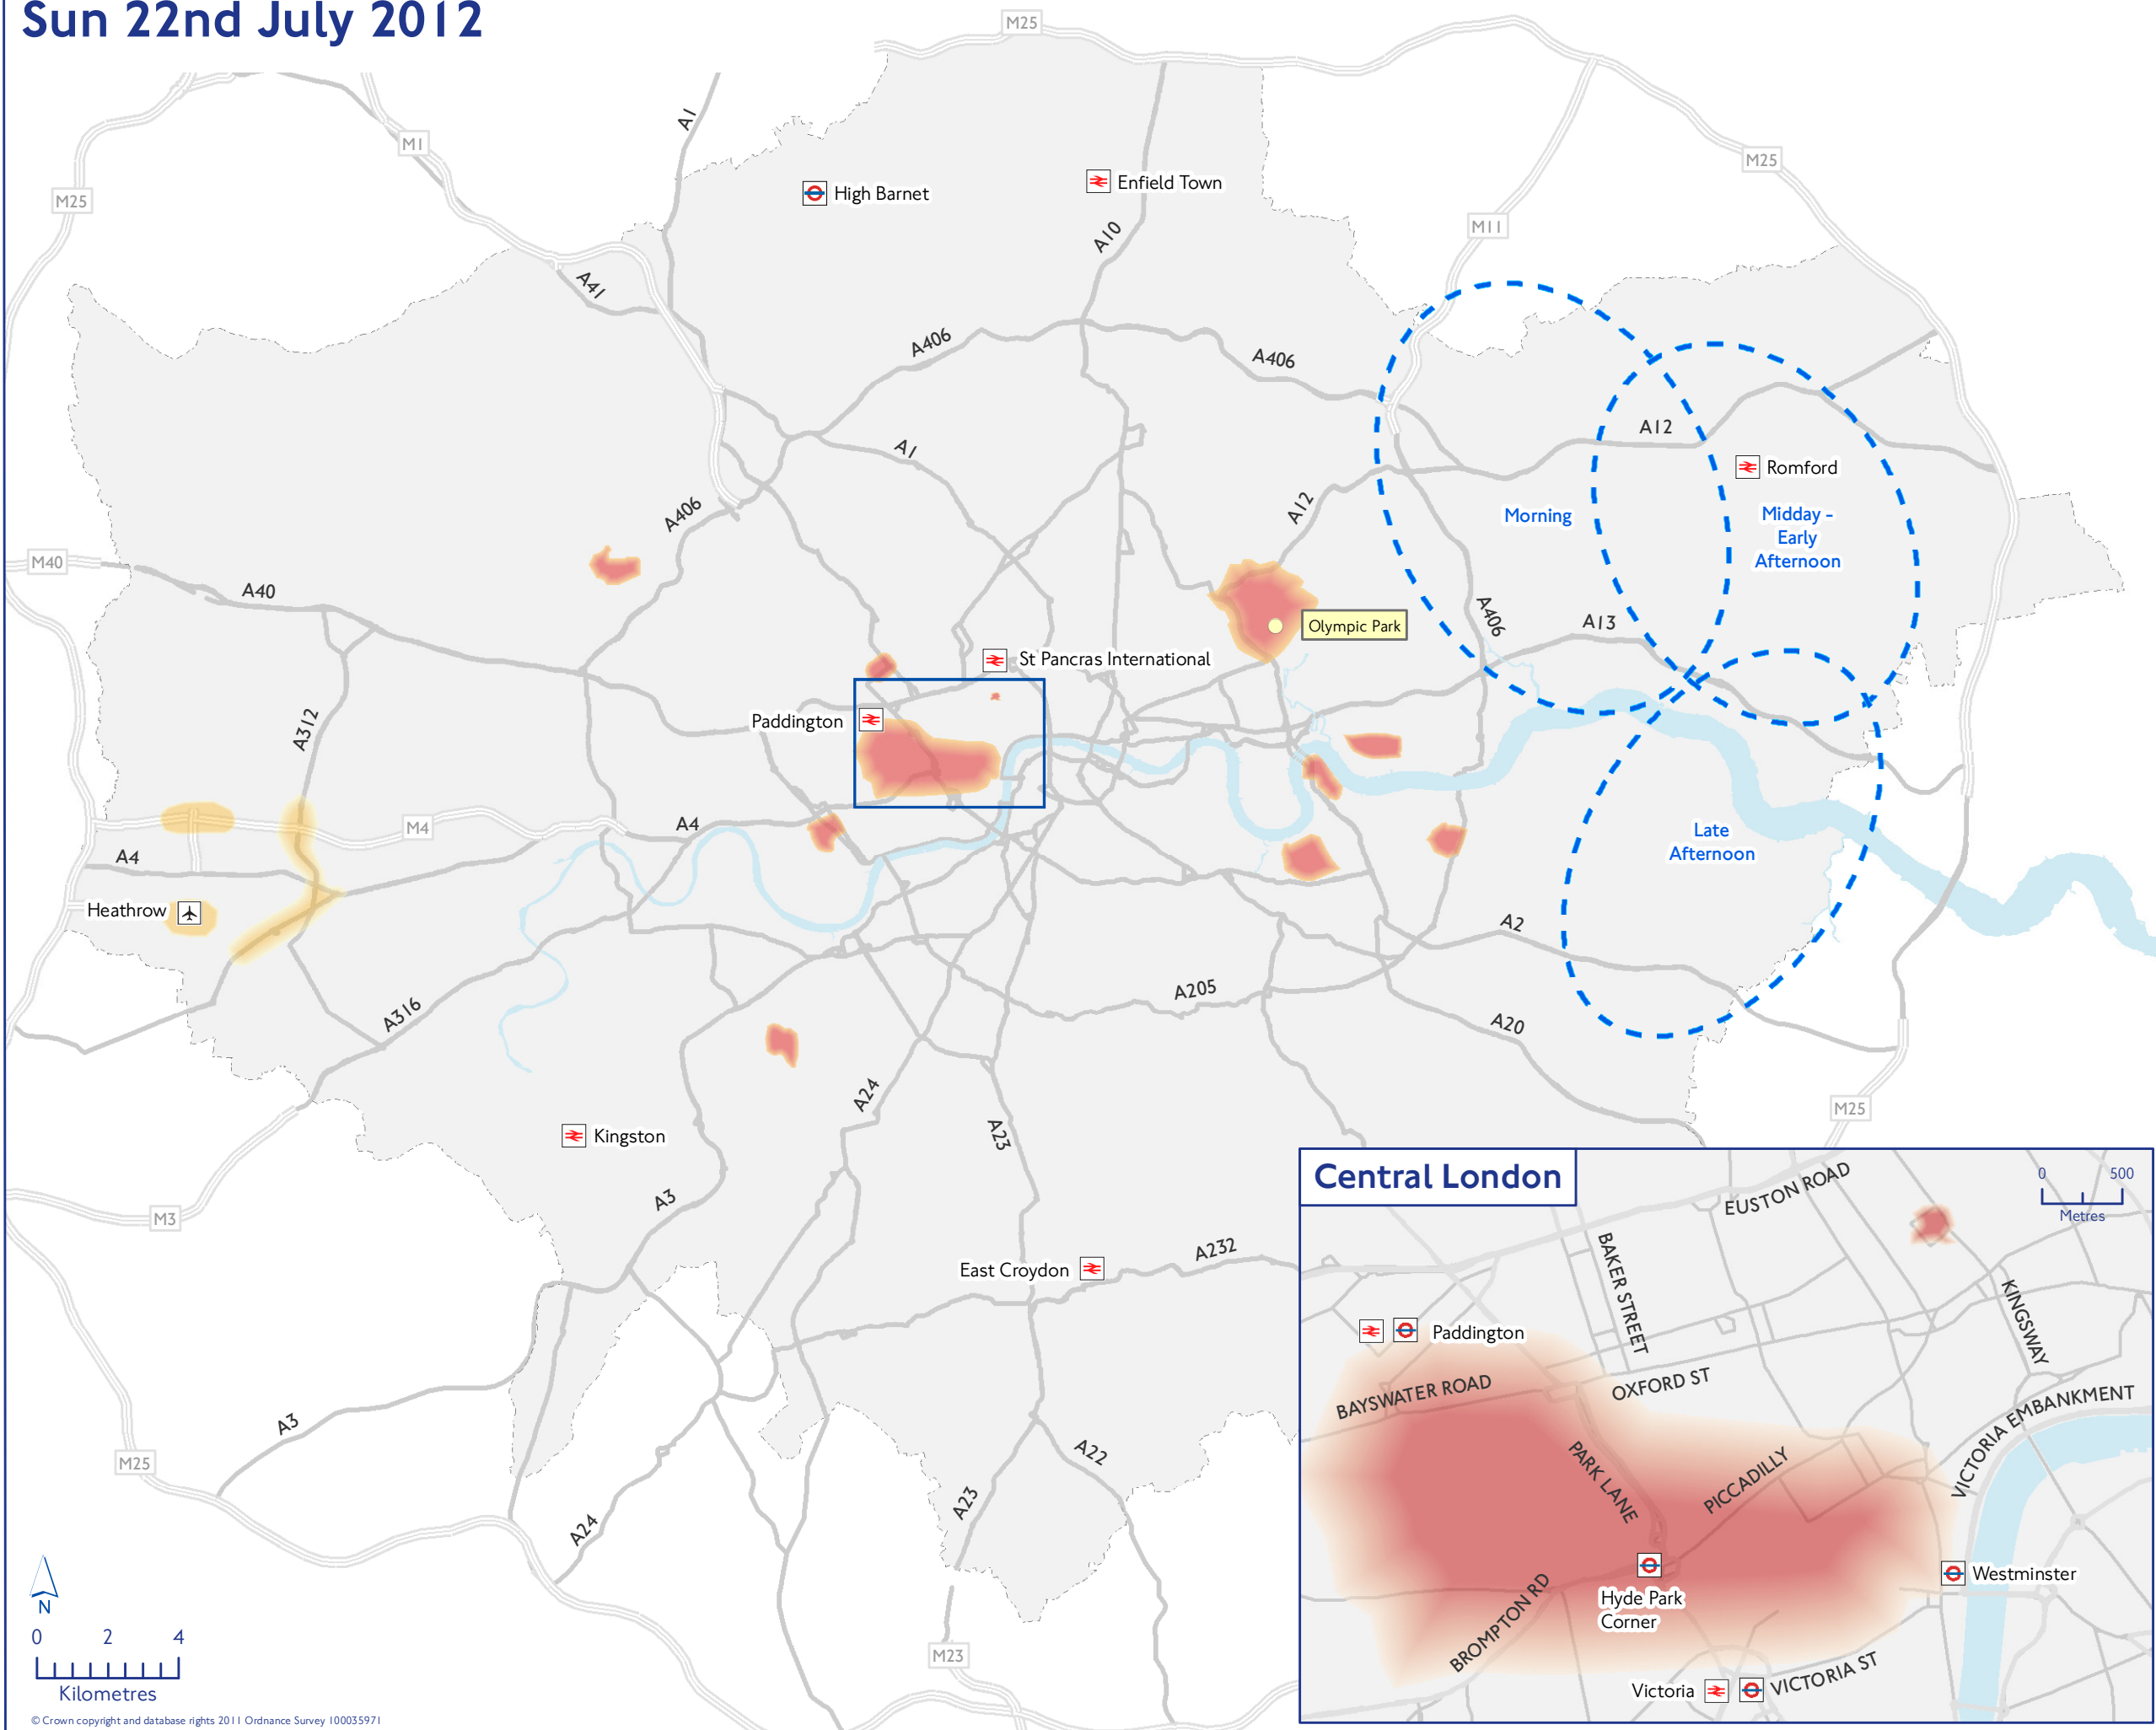 Sun 22nd July 2012
M25
A1
M1
M25
M25
High Barnet
Enfield Town
M11
A10
A41
A406
A406
A12
A1
Romford
A12
A406
Morning
Midday -
Early
Afternoon
M40
A40
A406
A13
Olympic Park
St Pancras International
Paddington
A312
M4
A4
A4
Late
Afternoon
Heathrow
A2
A316
A205
A20
A24
M25
A23
Kingston
A3
M3
East Croydon
A232
A3
A22
M25
A23
A24
M23
N
0 2 4
Kilometres
© Crown copyright and database rights 2011 Ordnance Survey 100035971
Central London
0 500
Metres
EUSTON ROAD
BAKER STREET
KINGSWAY
Paddington
BAYSWATER ROAD
OXFORD ST
VICTORIA EMBANKMENT
PARK LANE
PICCADILLY
Hyde Park
Corner
Westminster
BROMPTON RD
Victoria
VICTORIA ST